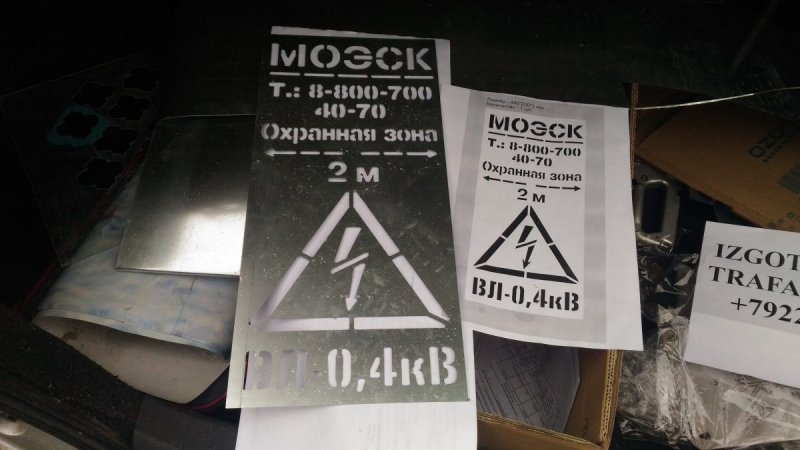 МОЭСК
Т.: 8-800-700
40-70
Охранная зона
2 м
ВЛ-0,4кВ
МОЭСК
Т.: 8-800-700
40-70
Охранная зона
2 м
ВЛ-0,4кВ
IZGOT
TRAFA
+7922